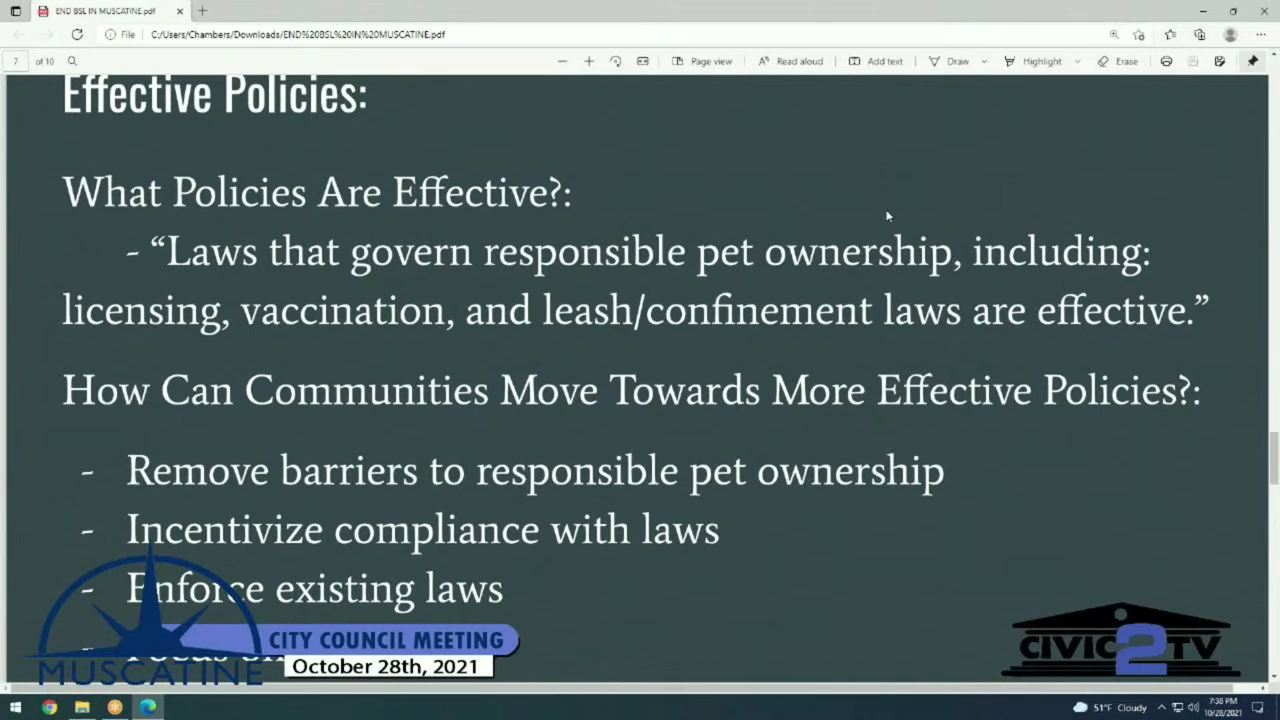 END BSL IN MUSCATINE.pdf
File C:/Users/Chambers/Downloads/END%20BSL%20IN%20MUSCATINE.pdf
7 of 10 Page view Read aloud Add text Draw Highlight Erase
Effective Policies:
What Policies Are Effective?:
- “Laws that govern responsible pet ownership, including:
licensing, vaccination, and leash/confinement laws are effective.”
How Can Communities Move Towards More Effective Policies?:
- Remove barriers to responsible pet ownership
- Incentivize compliance with laws
- Enforce existing laws
CITY COUNCIL MEETING
October 28th, 2021
MUSCATINE
CIVIC 2 TV
51°F Cloudy
7:38 PM
10/28/2021